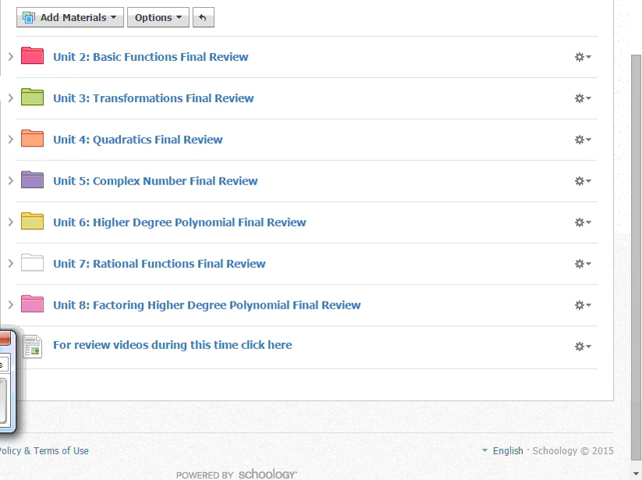 Add Materials Options
Unit 2: Basic Functions Final Review
Unit 3: Transformations Final Review
Unit 4: Quadratics Final Review
Unit 5: Complex Number Final Review
Unit 6: Higher Degree Polynomial Final Review
Unit 7: Rational Functions Final Review
Unit 8: Factoring Higher Degree Polynomial Final Review
For review videos during this time click here
s
olicy & Terms of Use English · Schoology © 2015
POWERED BY schoology